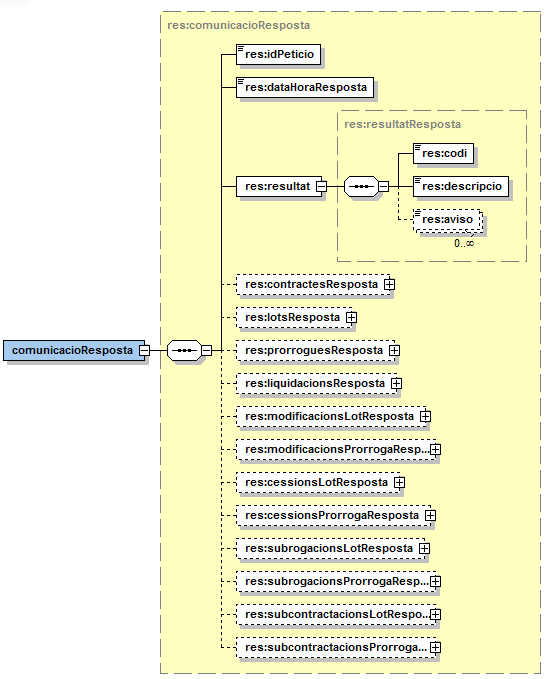 res:comunicacioResposta
res:idPeticio
res:dataHoraResposta
res:resultatResposta
res:codi
res:resultat
res:descripcio
res:aviso
0..∞
res:contractesResposta
res:lotsResposta
comunicacioResposta
res:prorroguesResposta
res:liquidacionsResposta
res:modificacionsLotResposta
res:modificacionsProrrogaResp...
res:cessionsLotResposta
res:cessionsProrrogaResposta
res:subrogacionsLotResposta
res:subrogacionsProrrogaResp...
res:subcontractacionsLotRespo...
res:subcontractacionsProrroga...